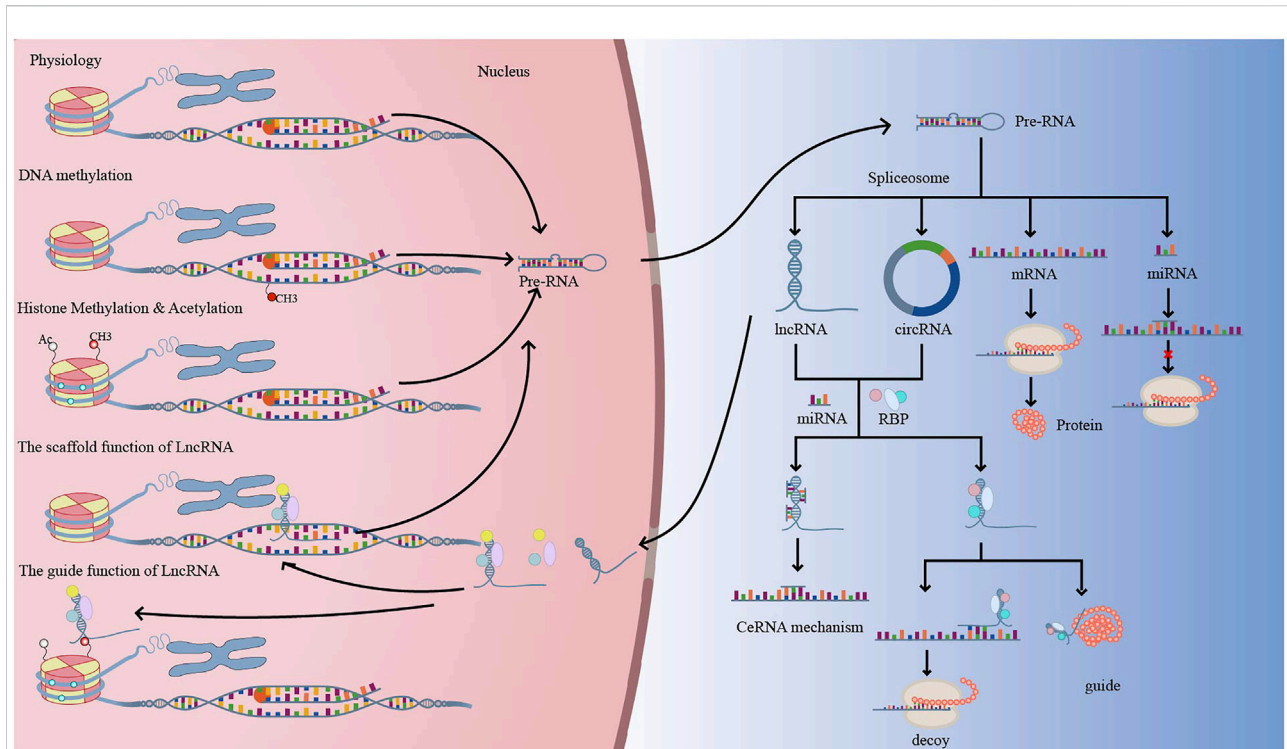 Physiology
Nucleus
DNA methylation
CH3
Pre-RNA
Histone Methylation & Acetylation
Ac
CH3
The scaffold function of LncRNA
The guide function of LncRNA
Pre-RNA
Spliceosome
lncRNA
circRNA
mRNA
miRNA
miRNA
RBP
Protein
CeRNA mechanism
guide
decoy